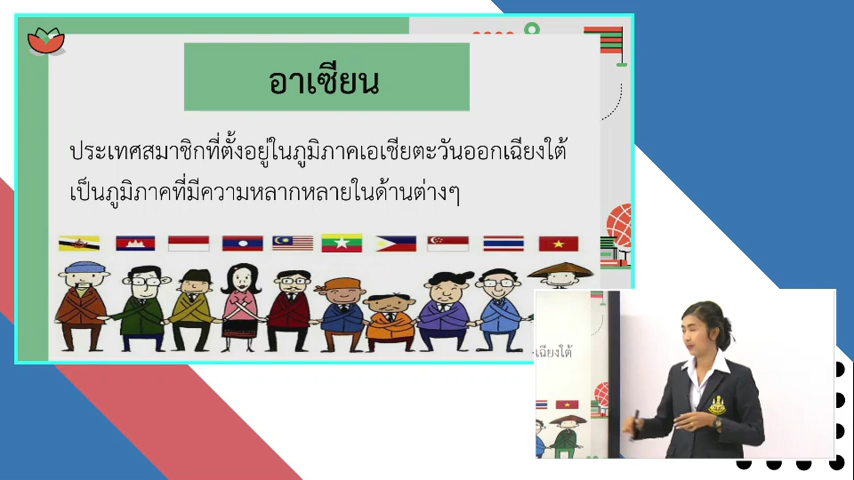 อาเซียน
ประเทศสมาชิกที่ตั้งอยู่ในภูมิภาคเอเชียตะวันออกเฉียงใต้
เป็นภูมิภาคที่มีความหลากหลายในด้านต่างๆ
เฉียงใต้